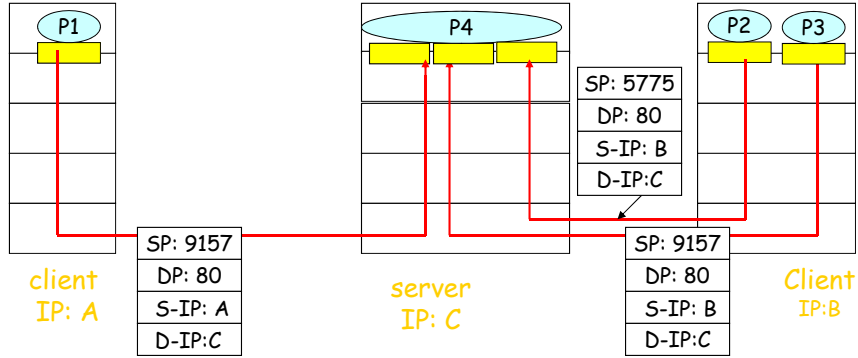 P1
P4
P2
P3
SP: 5775
DP: 80
S-IP: B
D-IP:C
SP: 9157
DP: 80
S-IP: A
D-IP:C
SP: 9157
DP: 80
S-IP: B
D-IP:C
client
IP: A
server
IP: C
Client
IP:B